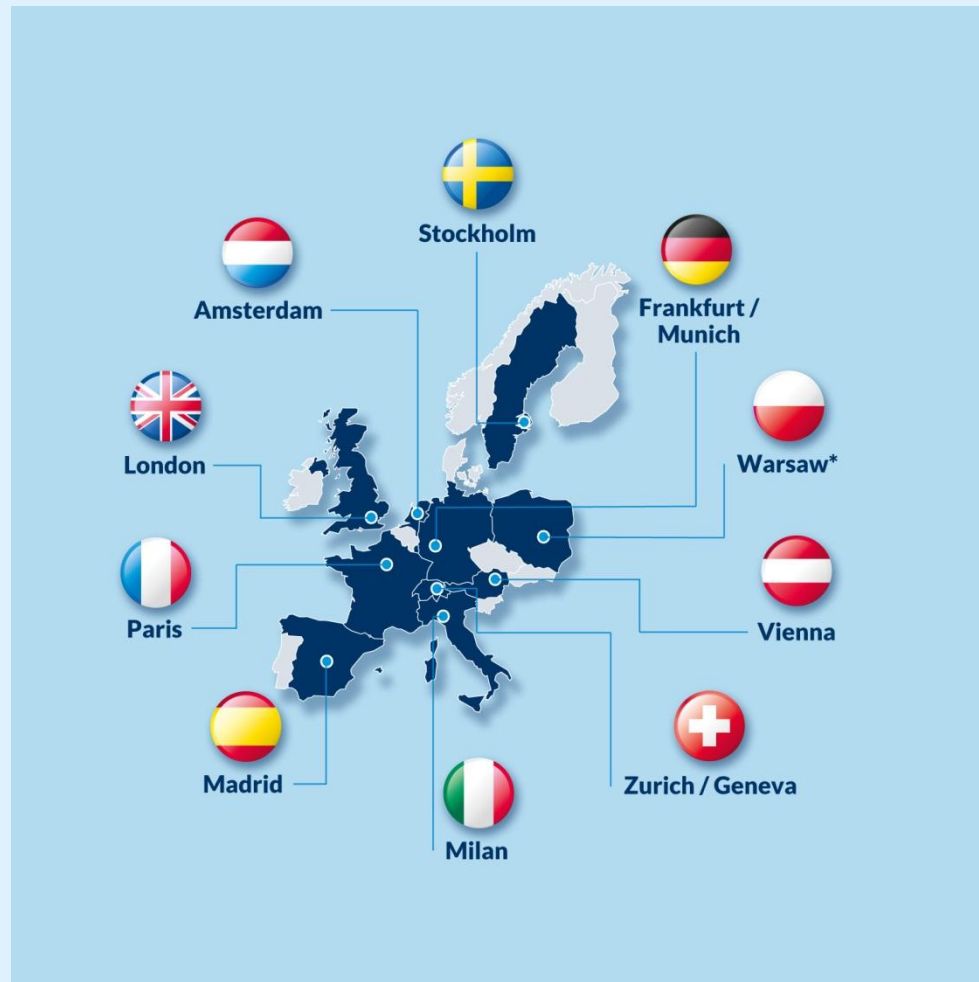 Stockholm
Amsterdam
Frankfurt /
Munich
London
Warsaw*
Paris
Vienna
Madrid
Zurich / Geneva
Milan